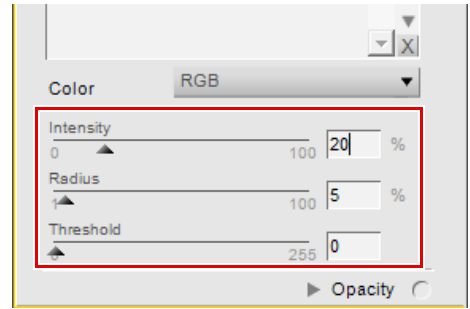 X
Color RGB
Intensity
0 100 20 %
Radius
1 100 5 %
Threshold
0 255 0
Opacity